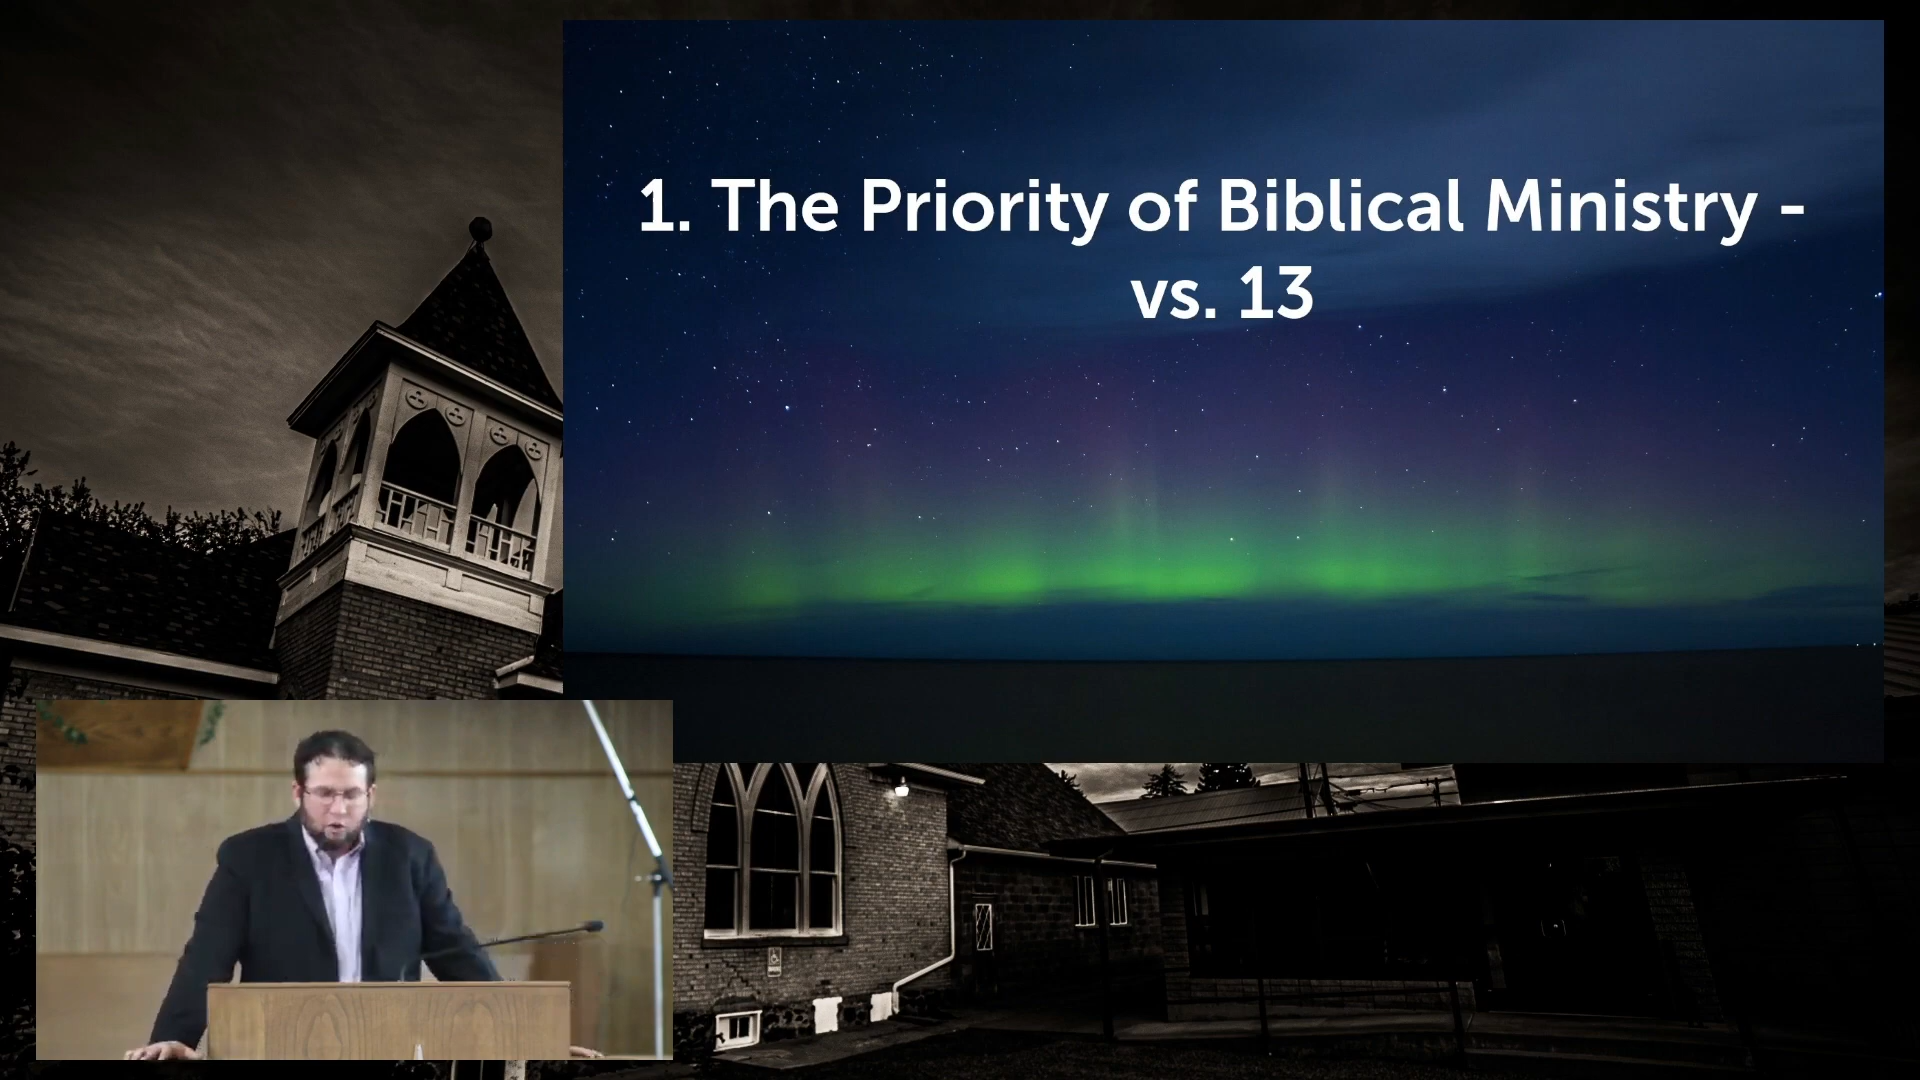 1. The Priority of Biblical Ministry -
vs. 13